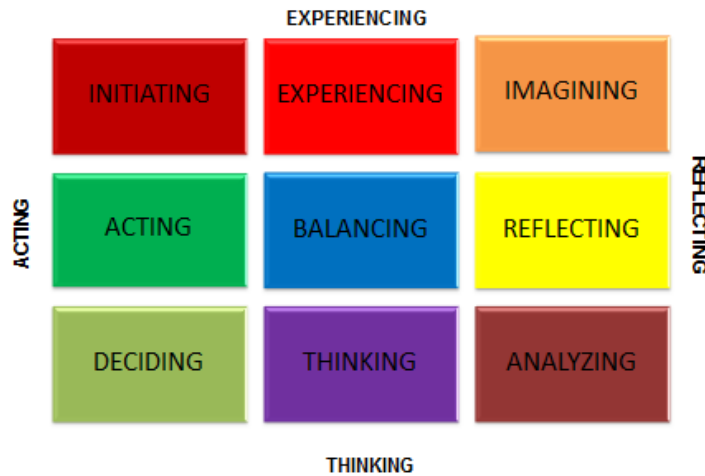 EXPERIENCING
INITIATING
EXPERIENCING
IMAGINING
ACTING
ACTING
BALANCING
REFLECTING
REFLECTING
DECIDING
THINKING
ANALYZING
THINKING